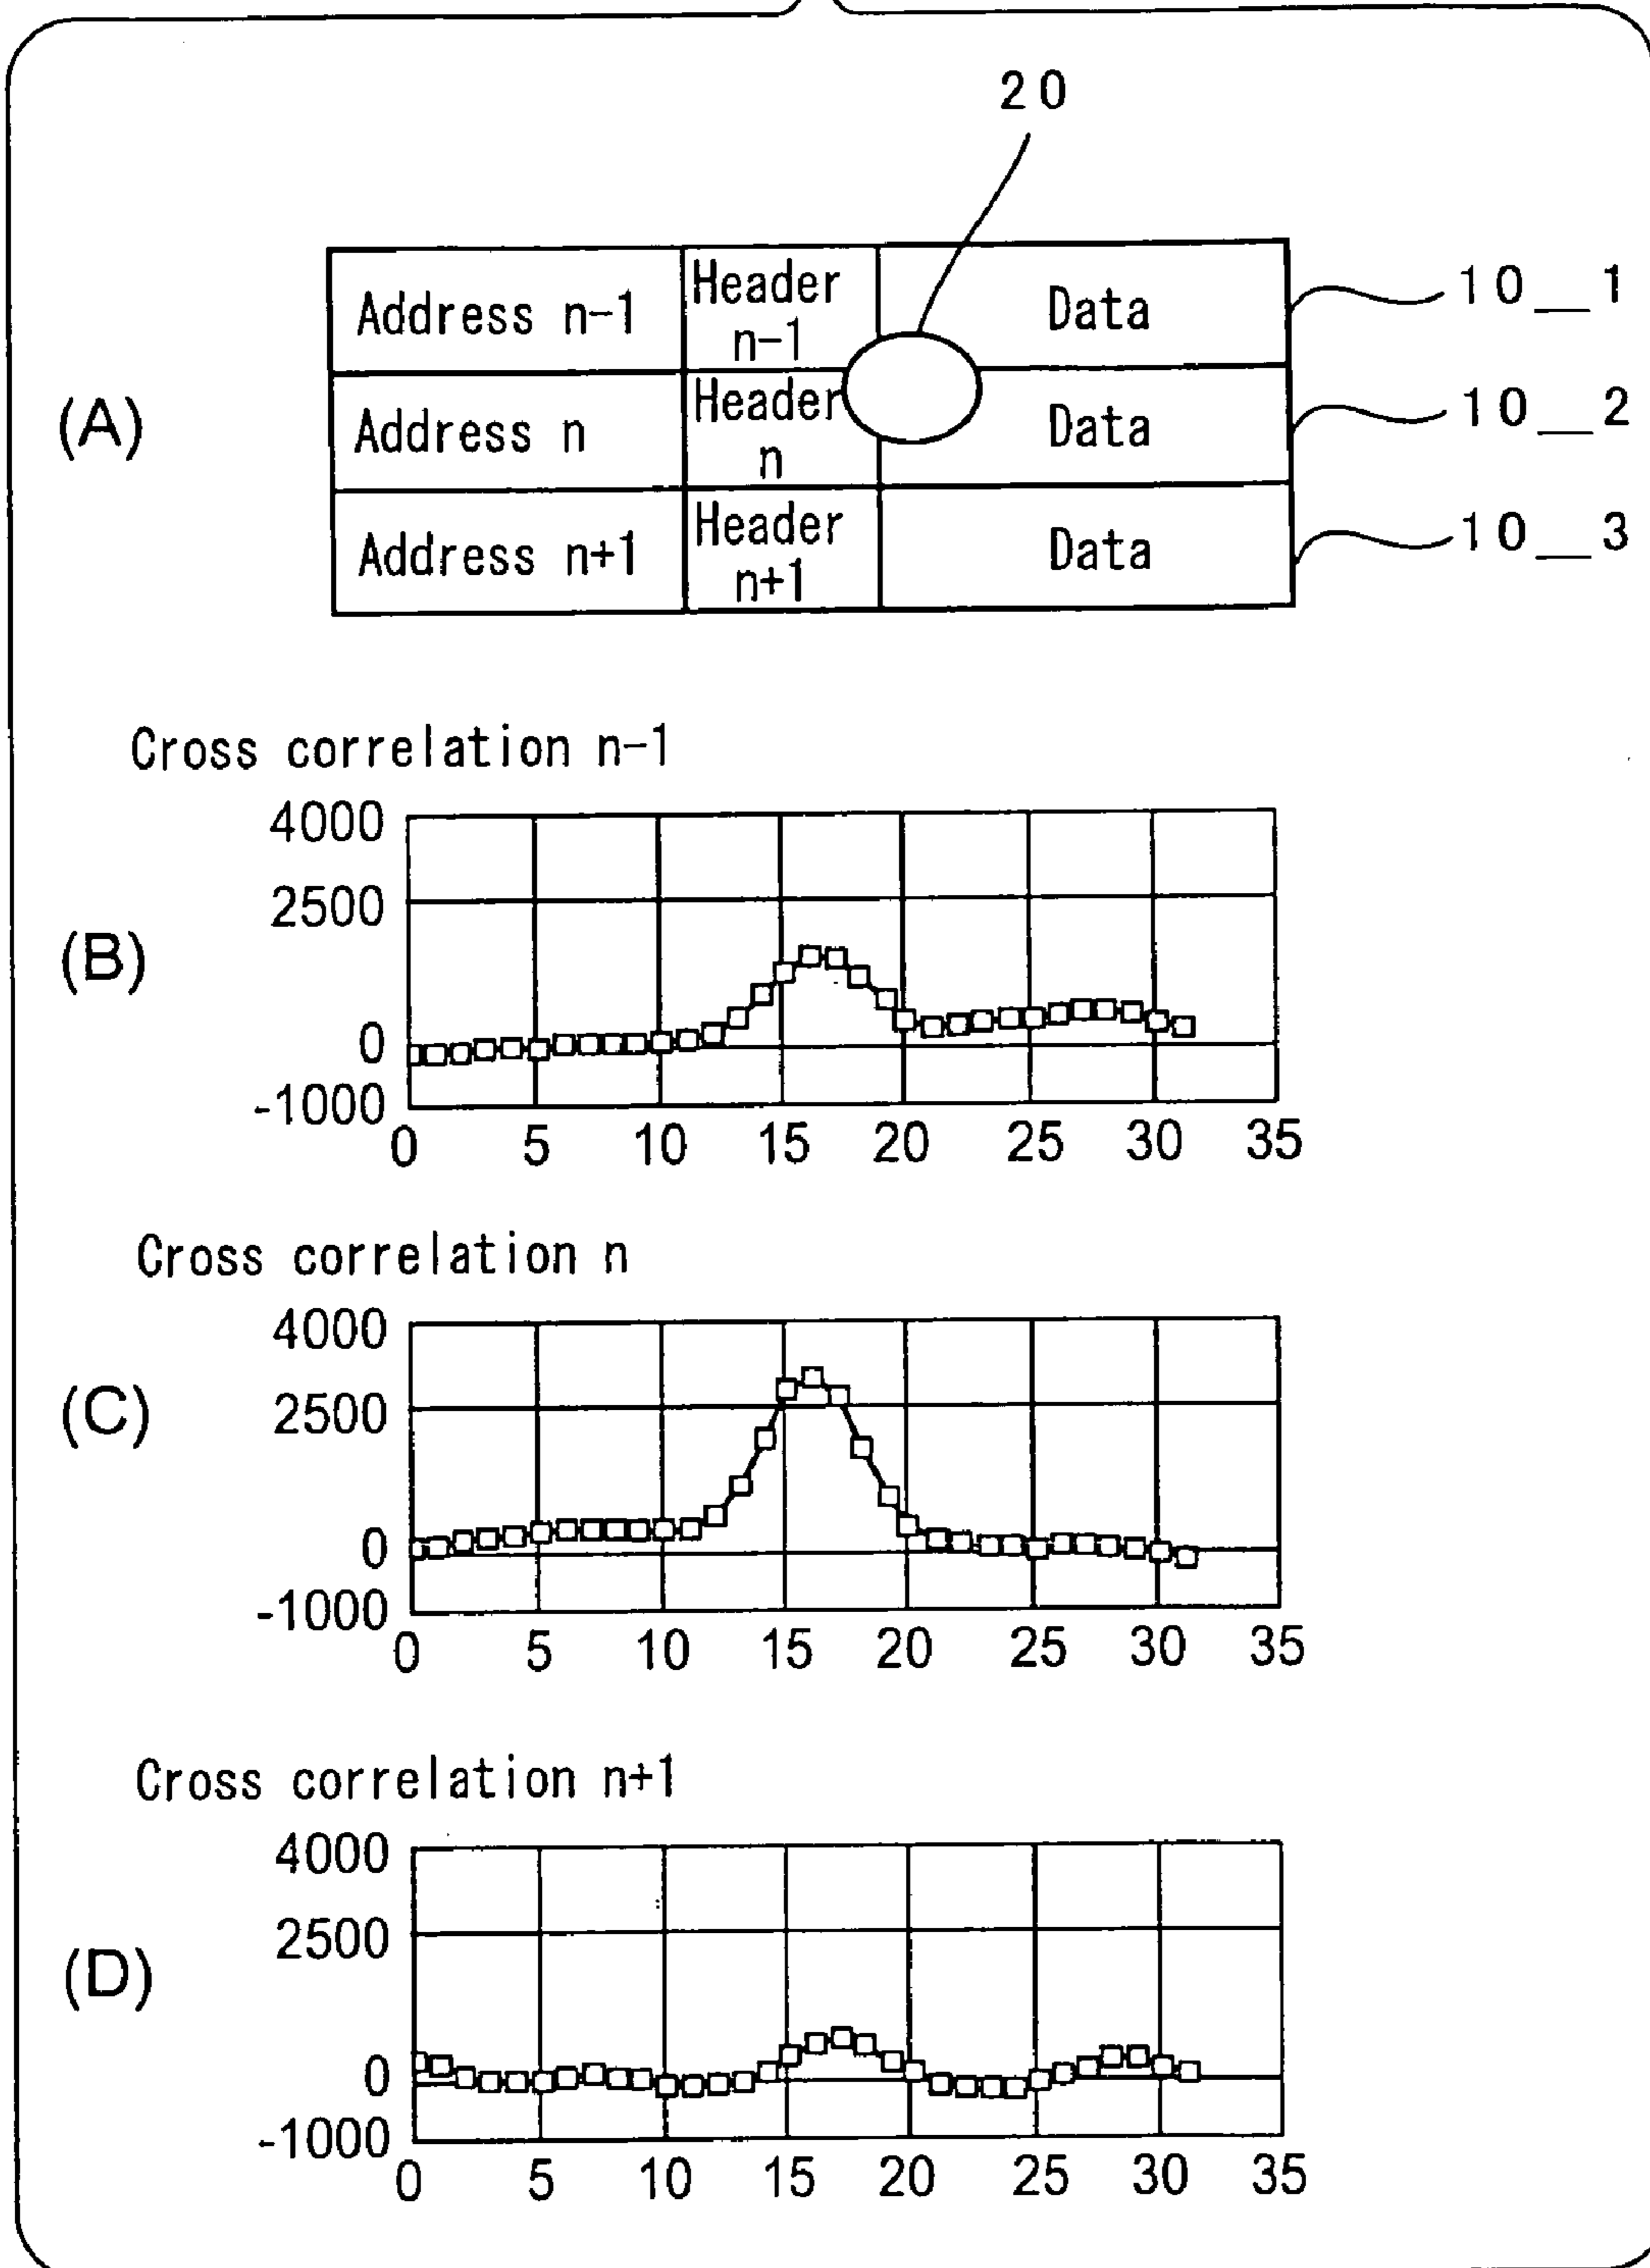 20
Address n-1 Header n-1 Data 10__1
(A)
Address n Header n Data 10__2
Address n+1 Header n+1 Data 10__3
Cross correlation n-1
(B)
4000
2500
0
-1000
0 5 10 15 20 25 30 35
Cross correlation n
(C)
4000
2500
0
-1000
0 5 10 15 20 25 30 35
Cross correlation n+1
(D)
4000
2500
0
-1000
0 5 10 15 20 25 30 35